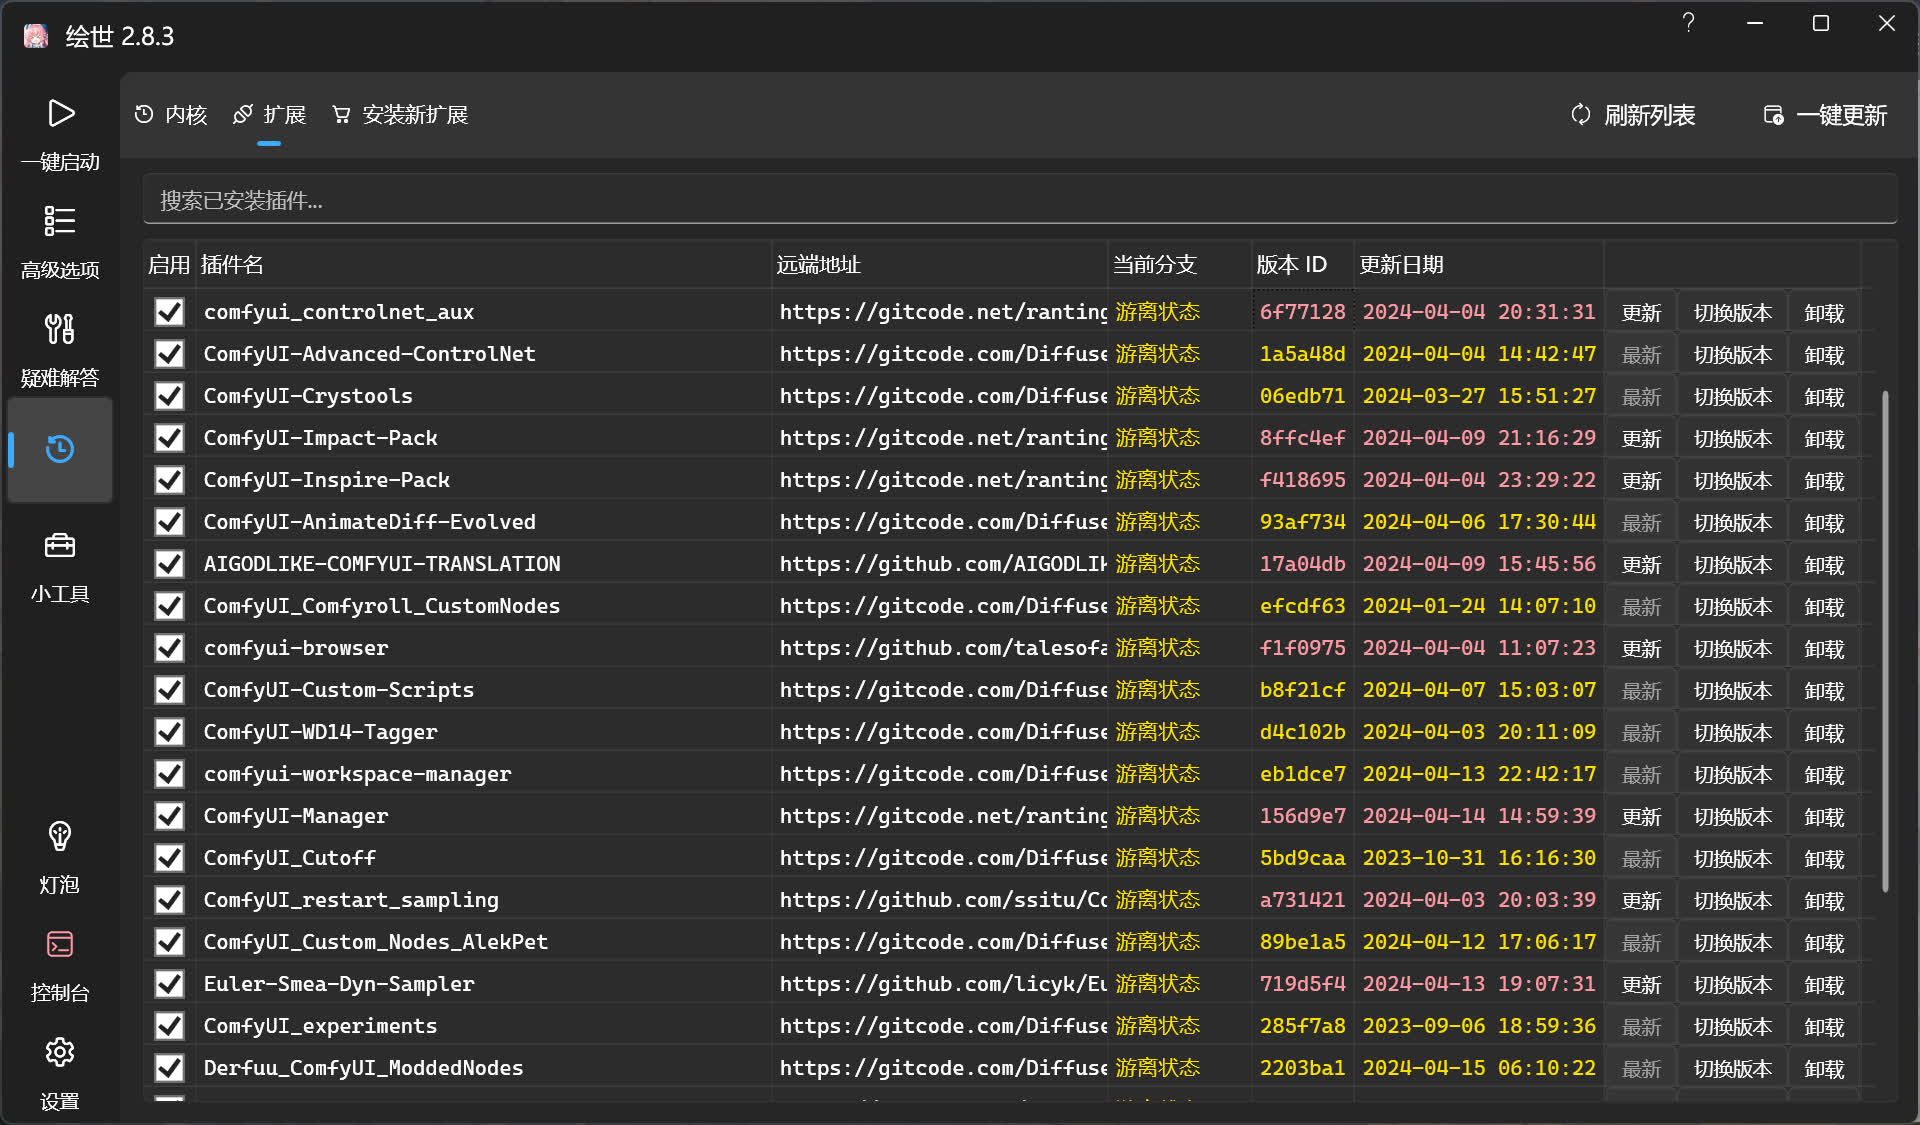 绘世 2.8.3
内核 扩展 安装新扩展 刷新列表 一键更新
一键启动
高级选项
疑难解答
小工具
灯泡
控制台
设置
搜索已安装插件...
启用 插件名 远端地址 当前分支 版本 ID 更新日期
comfyui_controlnet_aux https://gitcode.net/ranting 游离状态 6f77128 2024-04-04 20:31:31 更新 切换版本 卸载
ComfyUI-Advanced-ControlNet https://gitcode.com/Diffuse 游离状态 1a5a48d 2024-04-04 14:42:47 最新 切换版本 卸载
ComfyUI-Crystools https://gitcode.com/Diffuse 游离状态 06edb71 2024-03-27 15:51:27 最新 切换版本 卸载
ComfyUI-Impact-Pack https://gitcode.net/ranting 游离状态 8ffc4ef 2024-04-09 21:16:29 更新 切换版本 卸载
ComfyUI-Inspire-Pack https://gitcode.net/ranting 游离状态 f418695 2024-04-04 23:29:22 更新 切换版本 卸载
ComfyUI-AnimateDiff-Evolved https://gitcode.com/Diffuse 游离状态 93af734 2024-04-06 17:30:44 最新 切换版本 卸载
AIGODLIKE-COMFYUI-TRANSLATION https://github.com/AIGODLIK 游离状态 17a04db 2024-04-09 15:45:56 更新 切换版本 卸载
ComfyUI_Comfyroll_CustomNodes https://gitcode.com/Diffuse 游离状态 efcdf63 2024-01-24 14:07:10 最新 切换版本 卸载
comfyui-browser https://github.com/talesofa 游离状态 f1f0975 2024-04-04 11:07:23 更新 切换版本 卸载
ComfyUI-Custom-Scripts https://gitcode.com/Diffuse 游离状态 b8f21cf 2024-04-07 15:03:07 最新 切换版本 卸载
ComfyUI-WD14-Tagger https://gitcode.com/Diffuse 游离状态 d4c102b 2024-04-03 20:11:09 最新 切换版本 卸载
comfyui-workspace-manager https://gitcode.com/Diffuse 游离状态 eb1dce7 2024-04-13 22:42:17 最新 切换版本 卸载
ComfyUI-Manager https://gitcode.net/ranting 游离状态 156d9e7 2024-04-14 14:59:39 更新 切换版本 卸载
ComfyUI_Cutoff https://gitcode.com/Diffuse 游离状态 5bd9caa 2023-10-31 16:16:30 最新 切换版本 卸载
ComfyUI_restart_sampling https://github.com/ssitu/Co 游离状态 a731421 2024-04-03 20:03:39 更新 切换版本 卸载
ComfyUI_Custom_Nodes_AlekPet https://gitcode.com/Diffuse 游离状态 89be1a5 2024-04-12 17:06:17 最新 切换版本 卸载
Euler-Smea-Dyn-Sampler https://github.com/licyk/Eu 游离状态 719d5f4 2024-04-13 19:07:31 更新 切换版本 卸载
ComfyUI_experiments https://gitcode.com/Diffuse 游离状态 285f7a8 2023-09-06 18:59:36 最新 切换版本 卸载
Derfuu_ComfyUI_ModdedNodes https://gitcode.com/Diffuse 游离状态 2203ba1 2024-04-15 06:10:22 最新 切换版本 卸载